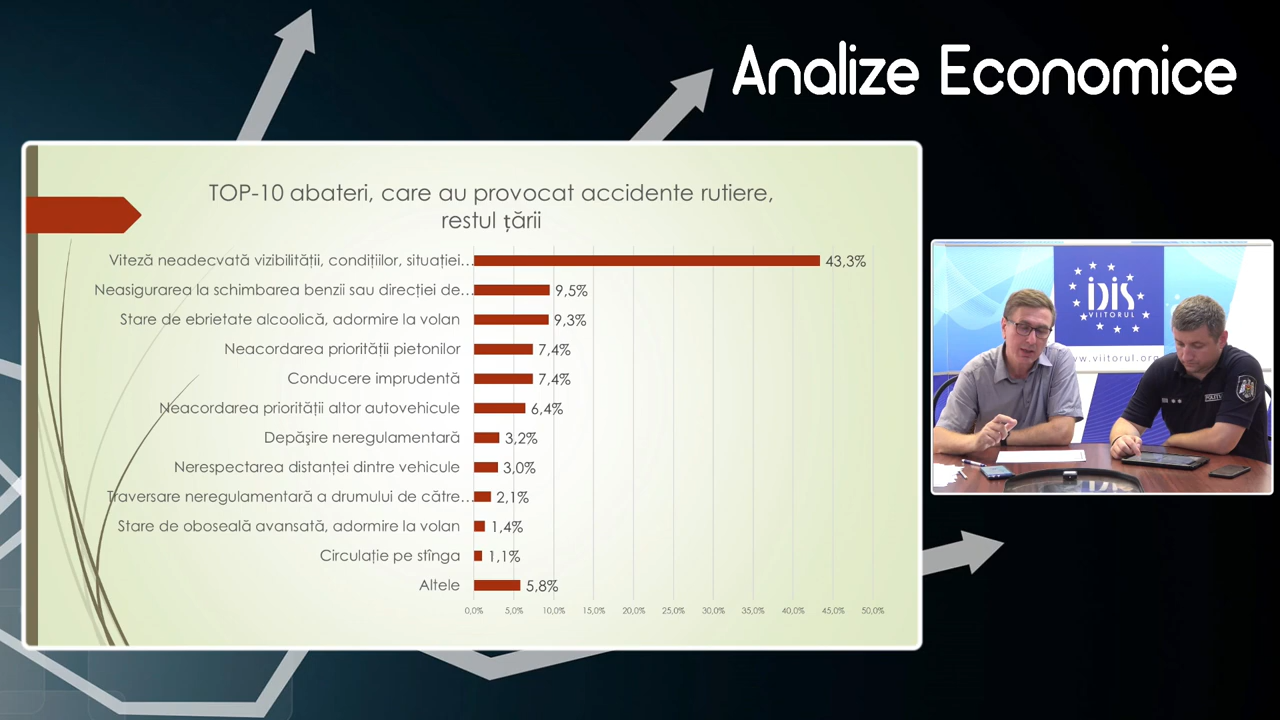 Analize Economice
TOP-10 abateri, care au provocat accidente rutiere,
restul țării
Viteză neadecvată vizibilității, condițiilor, situației... 43,3%
Neasigurarea la schimbarea benzii sau direcției de... 9,5%
Stare de ebrietate alcoolică, adormire la volan 9,3%
Neacordarea priorității pietonilor 7,4%
Conducere imprudentă 7,4%
Neacordarea priorității altor autovehicule 6,4%
Depășire neregulamentară 3,2%
Nerespectarea distanței dintre vehicule 3,0%
Traversare neregulamentară a drumului de către... 2,1%
Stare de oboseală avansată, adormire la volan 1,4%
Circulație pe stînga 1,1%
Altele 5,8%
0,0% 5,0% 10,0% 15,0% 20,0% 25,0% 30,0% 35,0% 40,0% 45,0% 50,0%
IDIS
VIITORUL
www.viitorul.org